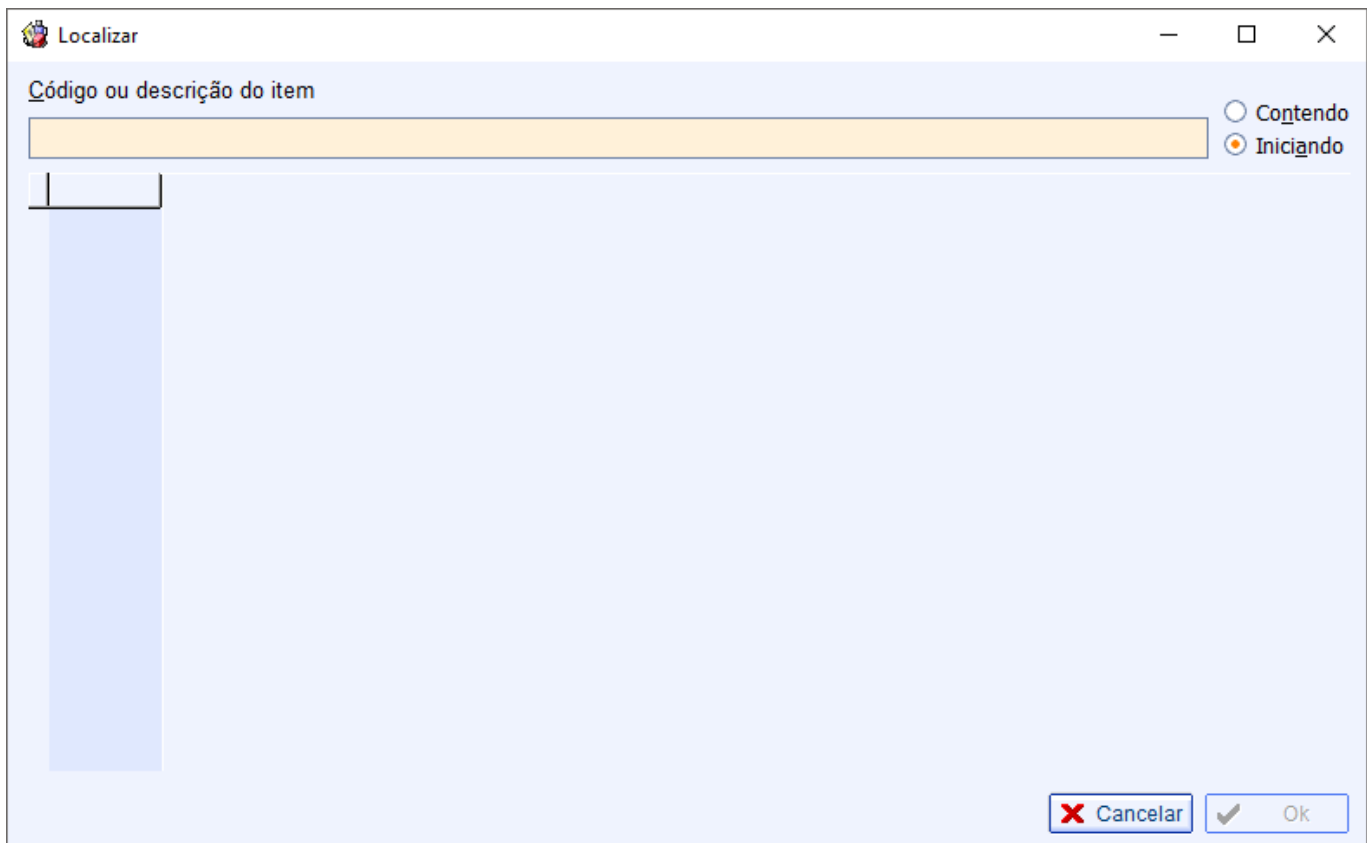 Localizar
Código ou descrição do item
Contendo
Iniciando
Cancelar
Ok